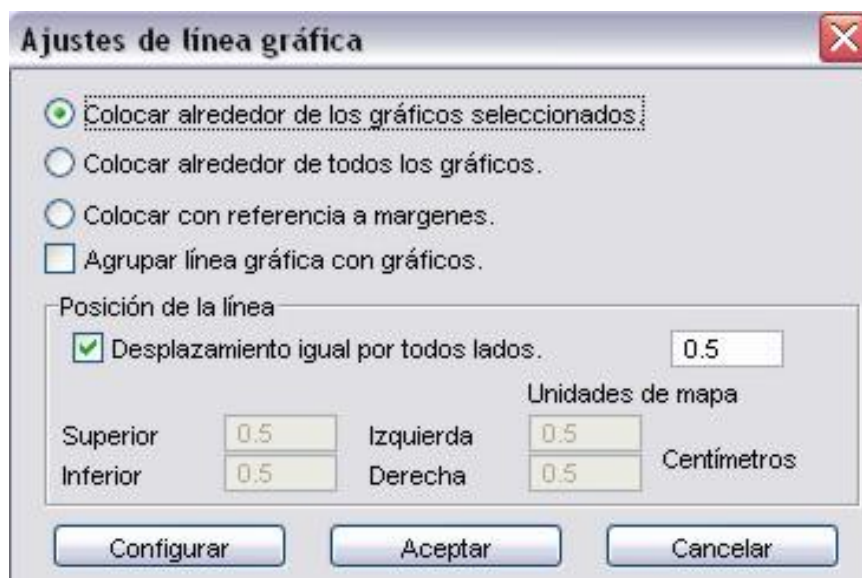 Ajustes de línea gráfica
Colocar alrededor de los gráficos seleccionados.
Colocar alrededor de todos los gráficos.
Colocar con referencia a margenes.
Agrupar línea gráfica con gráficos.
Posición de la línea
Desplazamiento igual por todos lados. 0.5
Unidades de mapa
Superior 0.5 Izquierda 0.5
Centímetros
Inferior 0.5 Derecha 0.5
Configurar Aceptar Cancelar